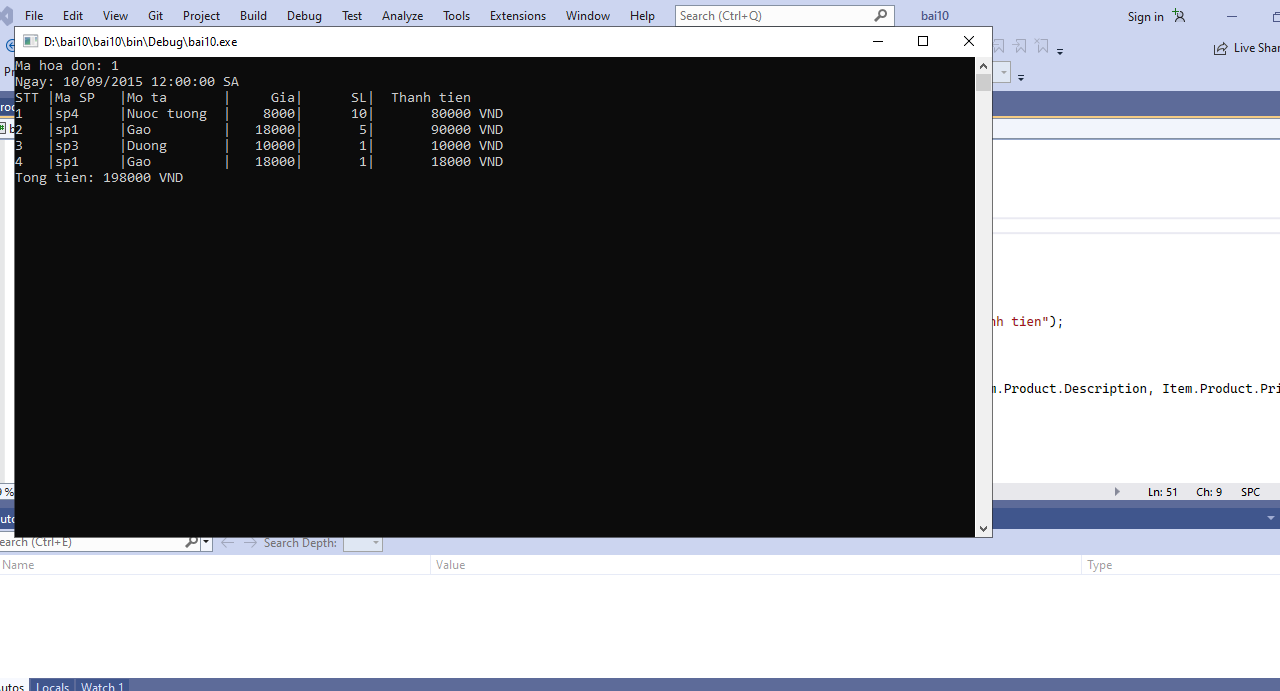 File Edit View Git Project Build Debug Test Analyze Tools Extensions Window Help Search (Ctrl+Q) bai10 Sign in
D:\bai10\bai10\bin\Debug\bai10.exe
Live Shar
Ma hoa don: 1
Ngay: 10/09/2015 12:00:00 SA
STT |Ma SP |Mo ta | Gia| SL| Thanh tien
1 |sp4 |Nuoc tuong | 8000| 10| 80000 VND
2 |sp1 |Gao | 18000| 5| 90000 VND
3 |sp3 |Duong | 10000| 1| 10000 VND
4 |sp1 |Gao | 18000| 1| 18000 VND
Tong tien: 198000 VND
nh tien");
.Product.Description, Item.Product.Pri
% Ln: 51 Ch: 9 SPC
earch (Ctrl+E) Search Depth:
Name Value Type
utos Locals Watch 1